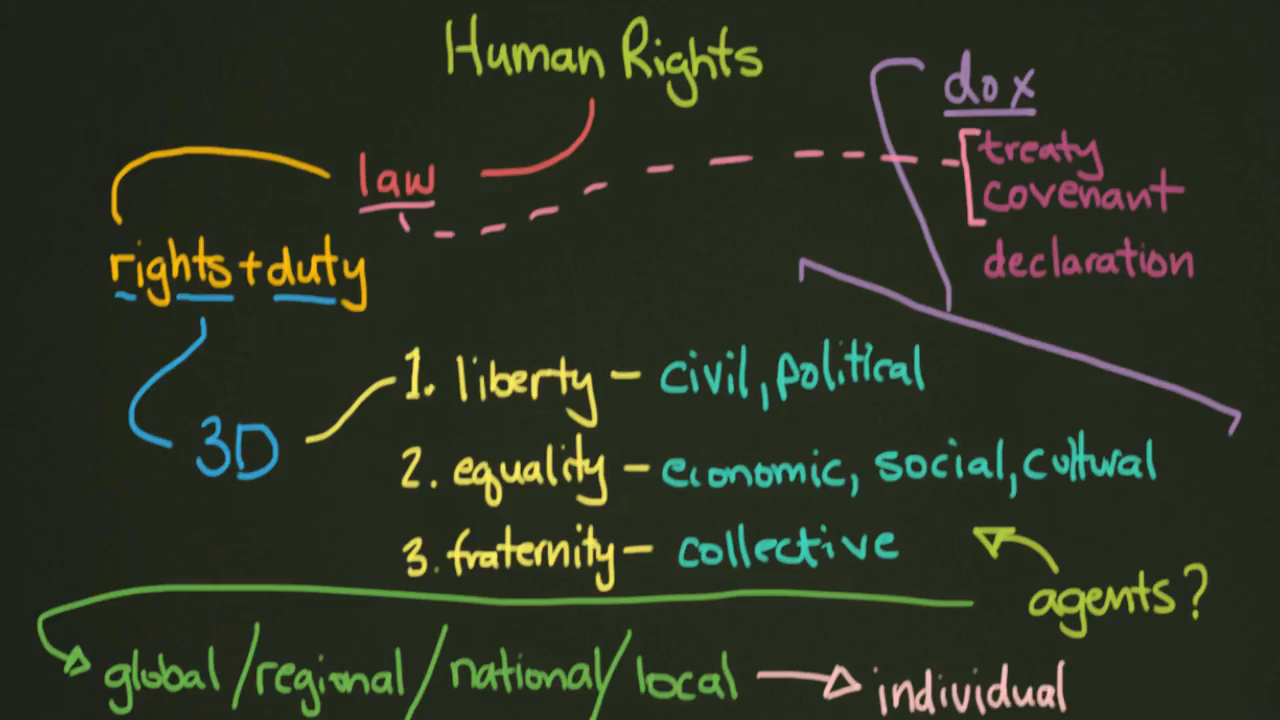 Human Rights
dox
law
treaty
covenant
declaration
rights + duty
3D
1. liberty – civil, political
2. equality – economic, social, cultural
3. fraternity – collective
agents?
global / regional / national / local
individual